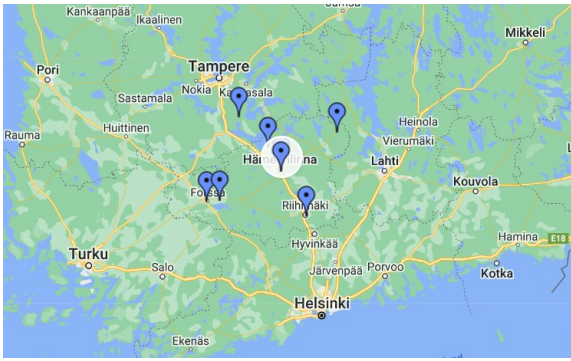 Kankaanpää
Ikaalinen
Mikkeli
Tampere
Pori
Nokia
Sastamala
Heinola
Huittinen
Rauma
Vierumäki
Lahti
Kouvola
Forssa
Riihimäki
Hamina
Hyvinkää
E18
Turku
Salo
Järvenpää
Porvoo
Kotka
Helsinki
Ekenäs